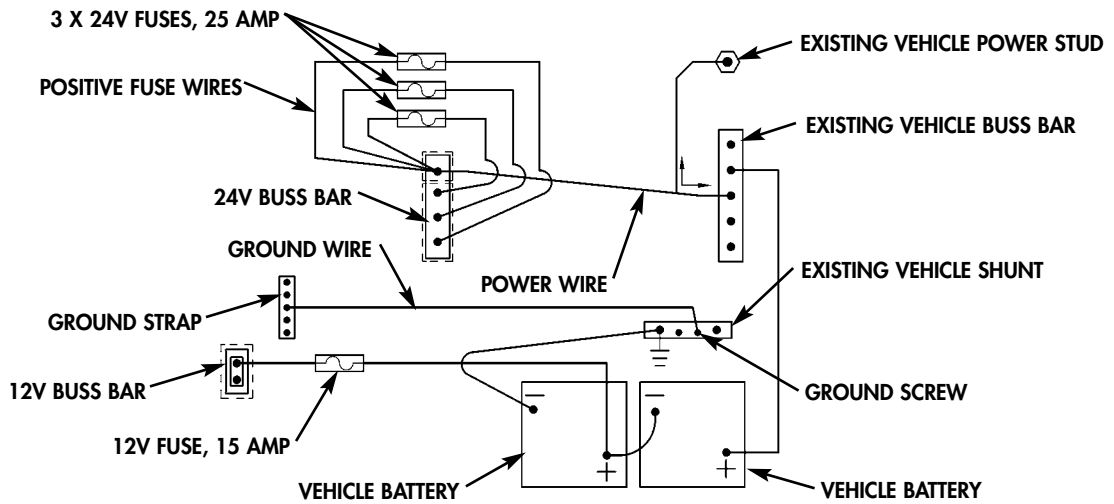 3 X 24V FUSES, 25 AMP
EXISTING VEHICLE POWER STUD
POSITIVE FUSE WIRES
EXISTING VEHICLE BUSS BAR
24V BUSS BAR
GROUND WIRE
POWER WIRE
EXISTING VEHICLE SHUNT
GROUND STRAP
12V BUSS BAR
GROUND SCREW
12V FUSE, 15 AMP
VEHICLE BATTERY
VEHICLE BATTERY